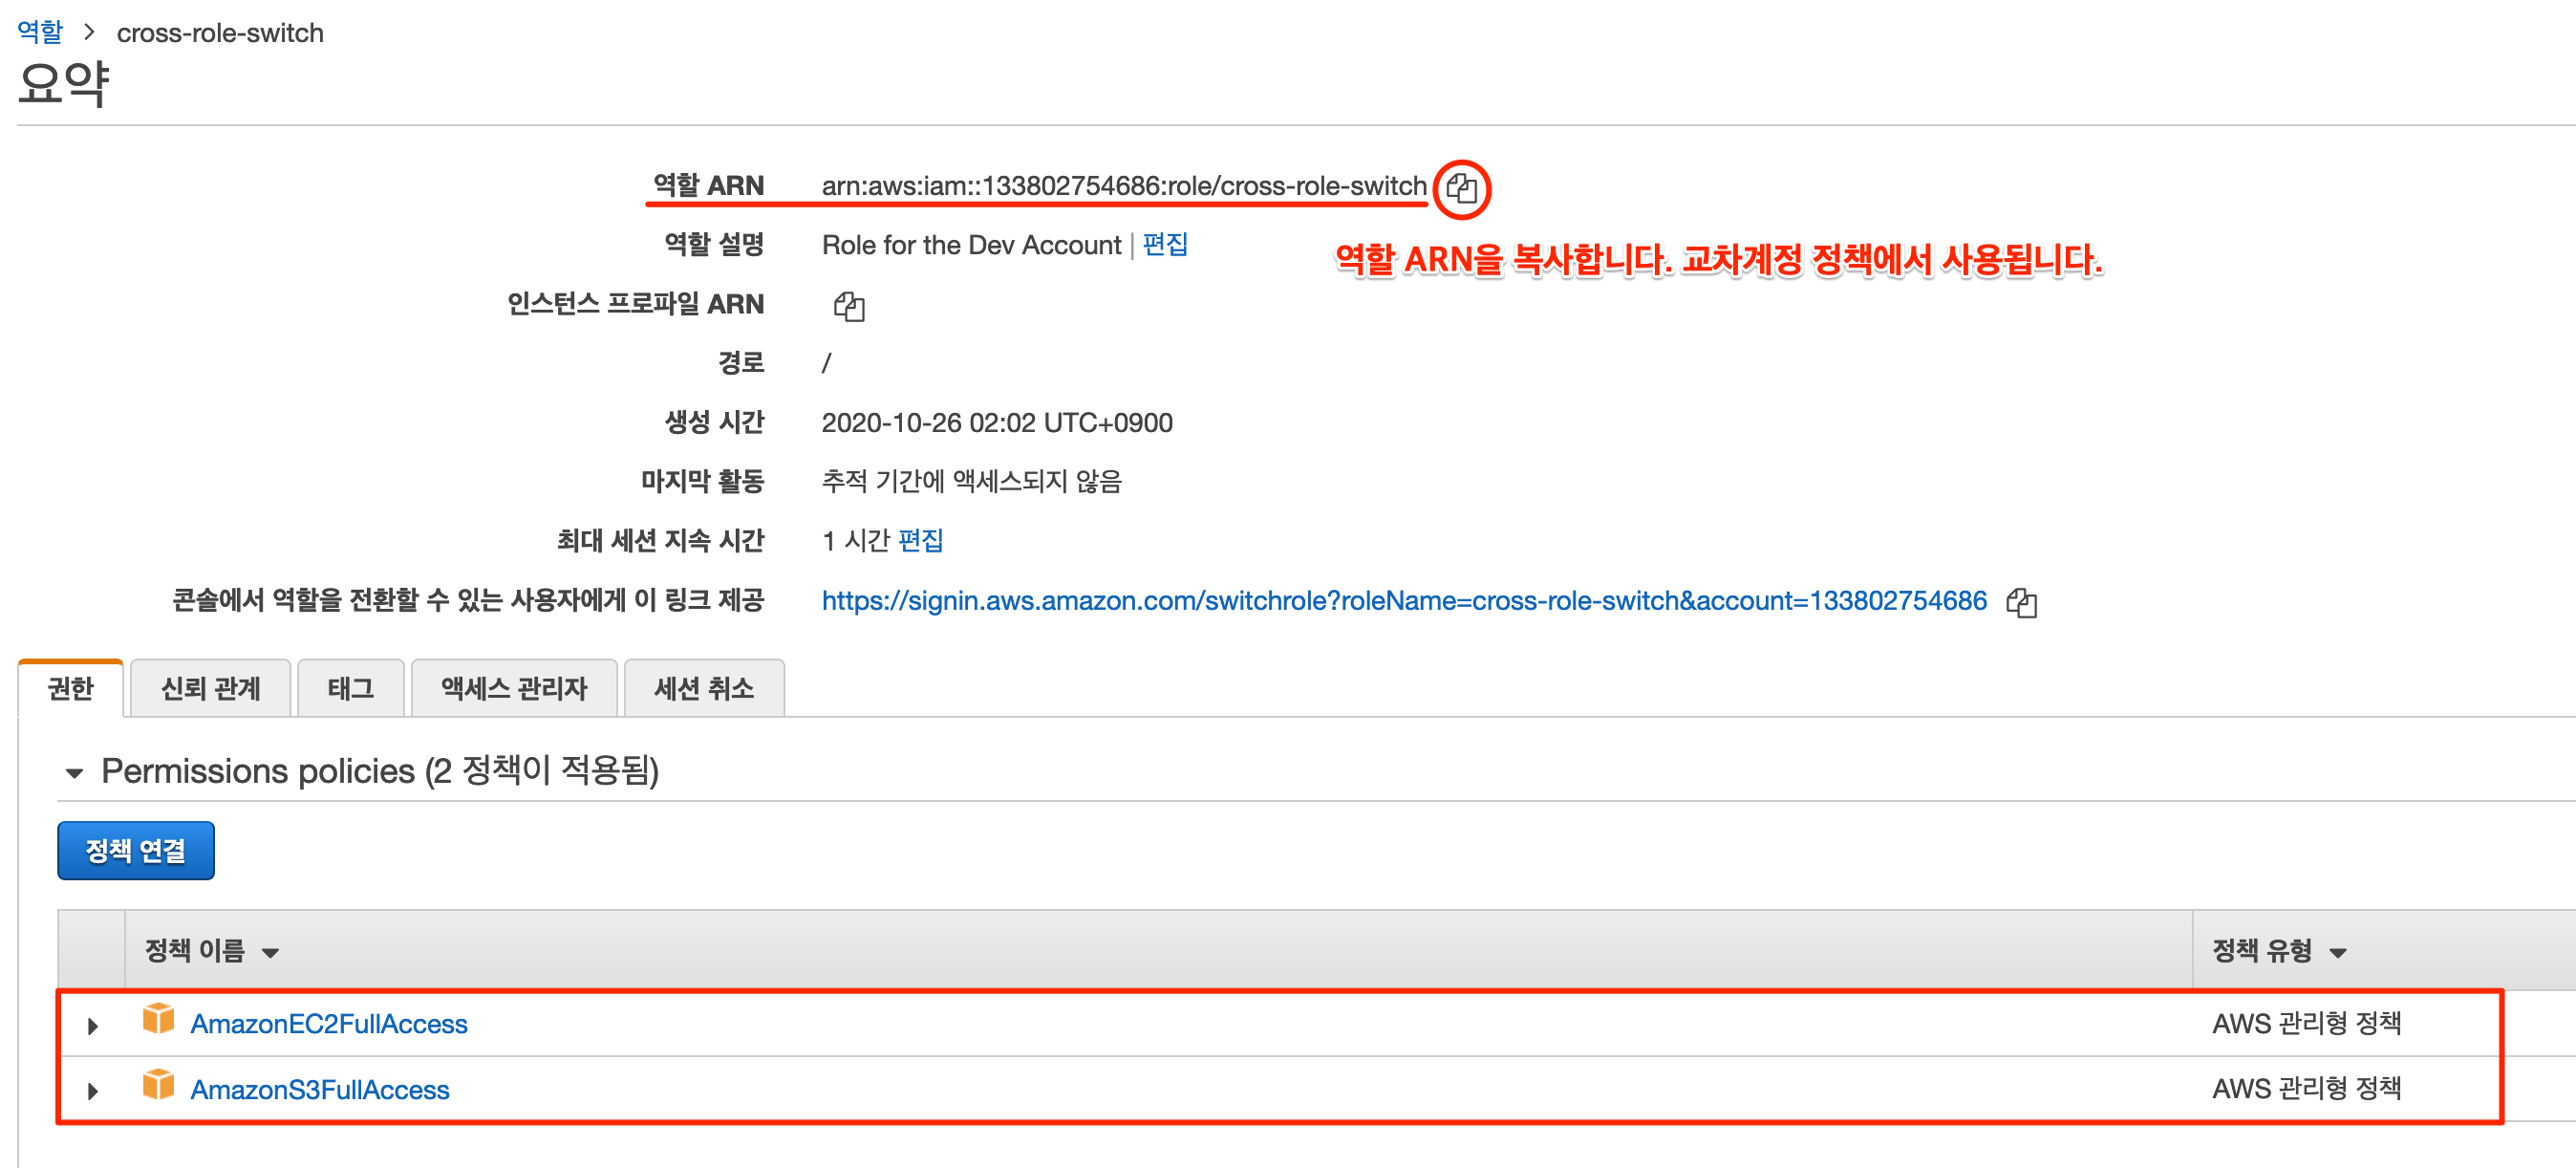 역할 > cross-role-switch
요약
역할 ARN arn:aws:iam::133802754686:role/cross-role-switch
역할 설명 Role for the Dev Account | 편집
역할 ARN을 복사합니다. 교차계정 정책에서 사용됩니다.
인스턴스 프로파일 ARN
경로 /
생성 시간 2020-10-26 02:02 UTC+0900
마지막 활동 추적 기간에 액세스되지 않음
최대 세션 지속 시간 1 시간 편집
콘솔에서 역할을 전환할 수 있는 사용자에게 이 링크 제공 https://signin.aws.amazon.com/switchrole?roleName=cross-role-switch&account=133802754686
권한 신뢰 관계 태그 액세스 관리자 세션 취소
Permissions policies (2 정책이 적용됨)
정책 연결
정책 이름 정책 유형
AmazonEC2FullAccess AWS 관리형 정책
AmazonS3FullAccess AWS 관리형 정책